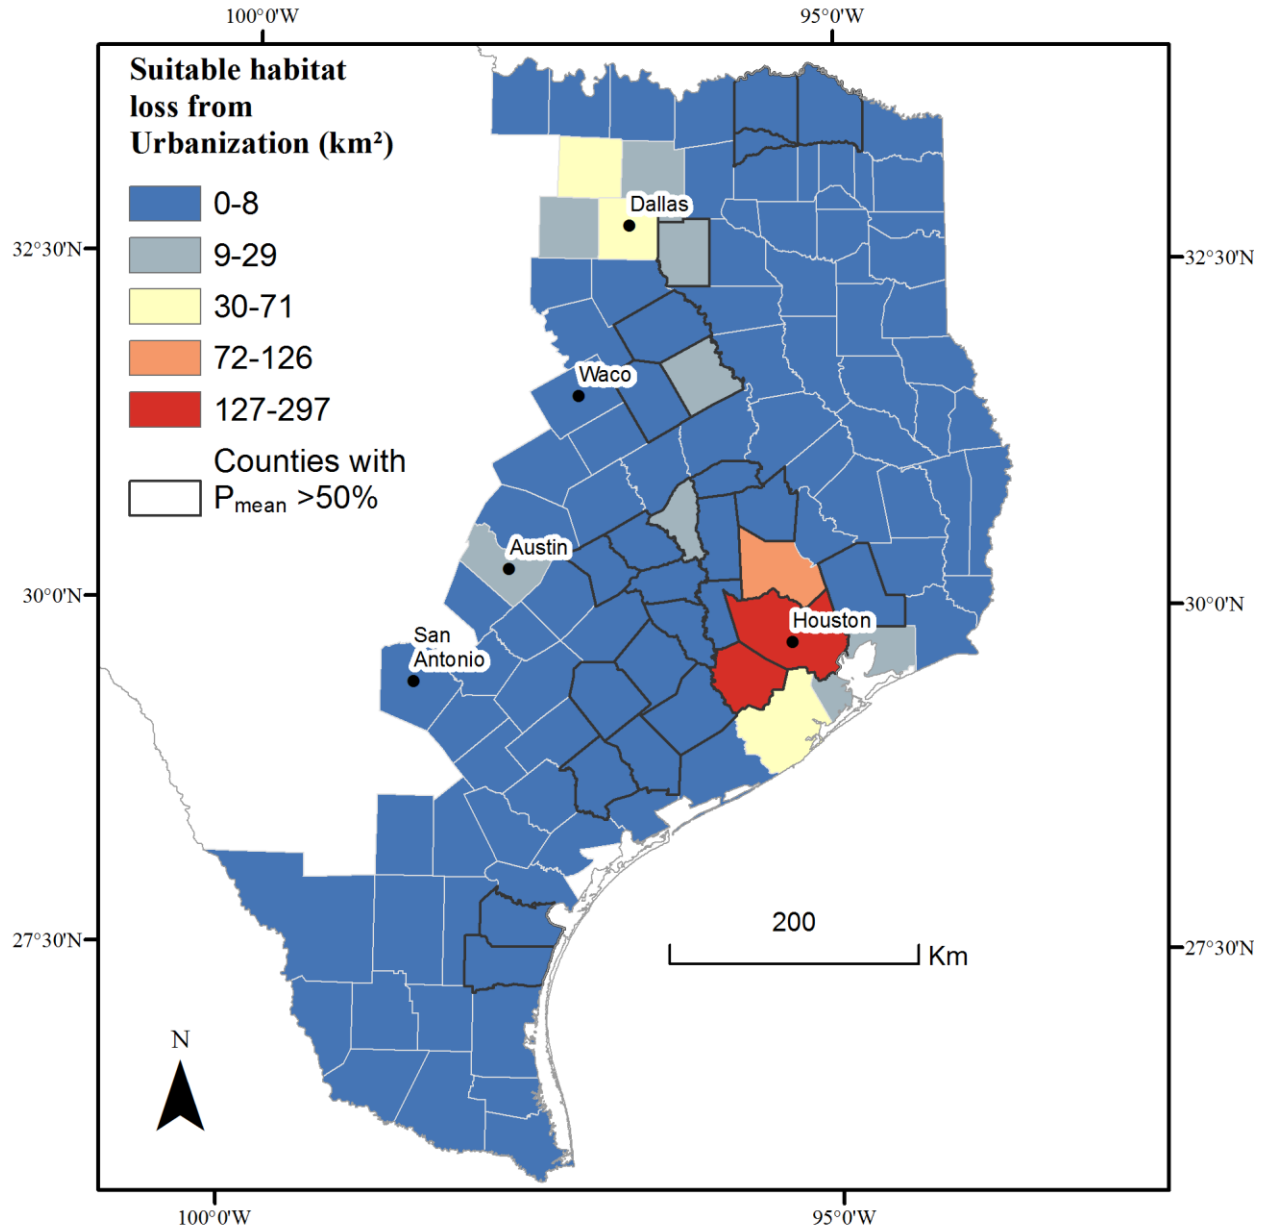 100°0'W 95°0'W
Suitable habitat
loss from
Urbanization (km²)
0-8
9-29
30-71
72-126
127-297
Counties with
Pmean >50%
Dallas
32°30'N 32°30'N
Waco
Austin
30°0'N 30°0'N
Houston
San
Antonio
200
Km
27°30'N 27°30'N
N
100°0'W 95°0'W